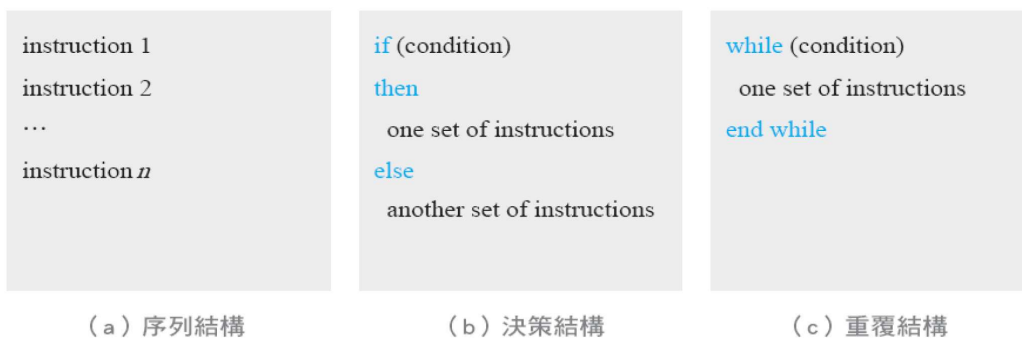 instruction 1
instruction 2
…
instruction n
(a)序列結構
if (condition)
then
one set of instructions
else
another set of instructions
(b)決策結構
while (condition)
one set of instructions
end while
(c)重覆結構